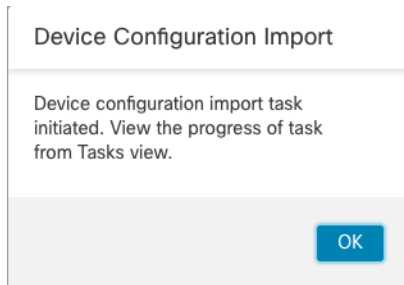 Device Configuration Import
Device configuration import task
initiated. View the progress of task
from Tasks view.
OK